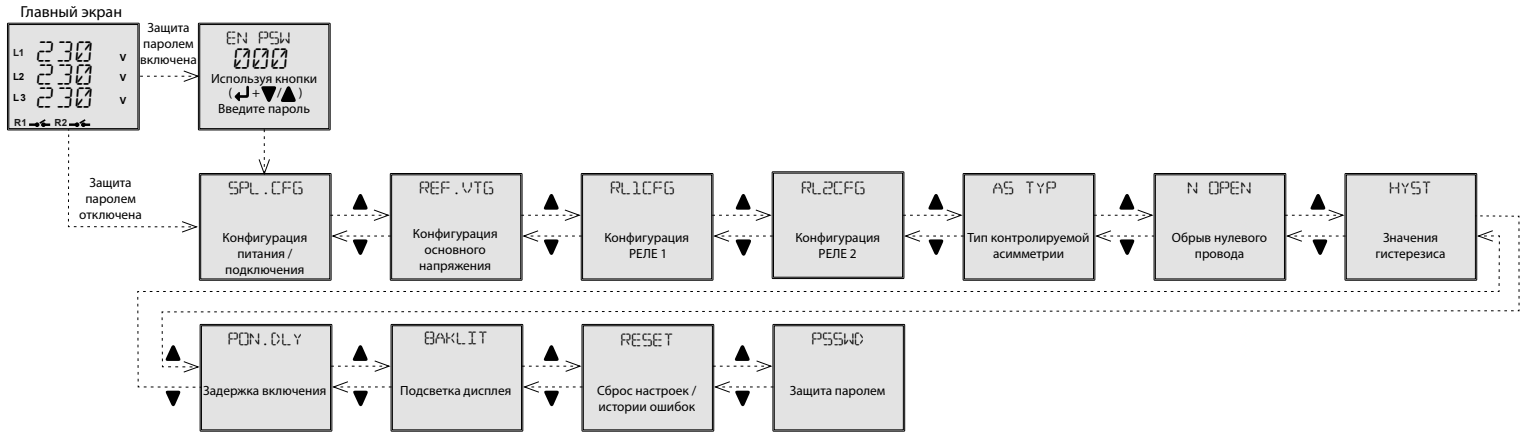 Главный экран
L1 230 V
L2 230 V
L3 230 V
R1 R2
Защита
паролем
включена
EN PSW
000
Используя кнопки
(↵+▼/▲)
Введите пароль
Защита
паролем
отключена
SPL.CFG
Конфигурация
питания /
подключения
REF.VTG
Конфигурация
основного
напряжения
RL1CFG
Конфигурация
РЕЛЕ 1
RL2CFG
Конфигурация
РЕЛЕ 2
AS TYP
Тип контролируемой
асимметрии
N OPEN
Обрыв нулевого
провода
HYST
Значения
гистерезиса
PON.DLY
Задержка включения
BAKLIT
Подсветка дисплея
RESET
Сброс настроек /
истории ошибок
PSSWD
Защита паролем